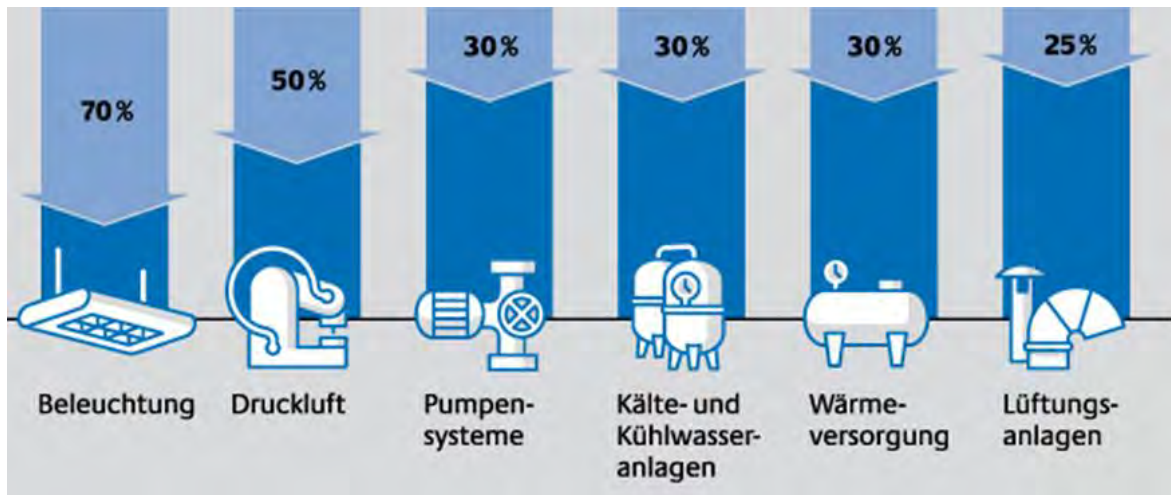 70 %
50 %
30 %
30 %
30 %
25 %
Beleuchtung
Druckluft
Pumpen-
systeme
Kälte- und
Kühlwasser-
anlagen
Wärme-
versorgung
Lüftungs-
anlagen